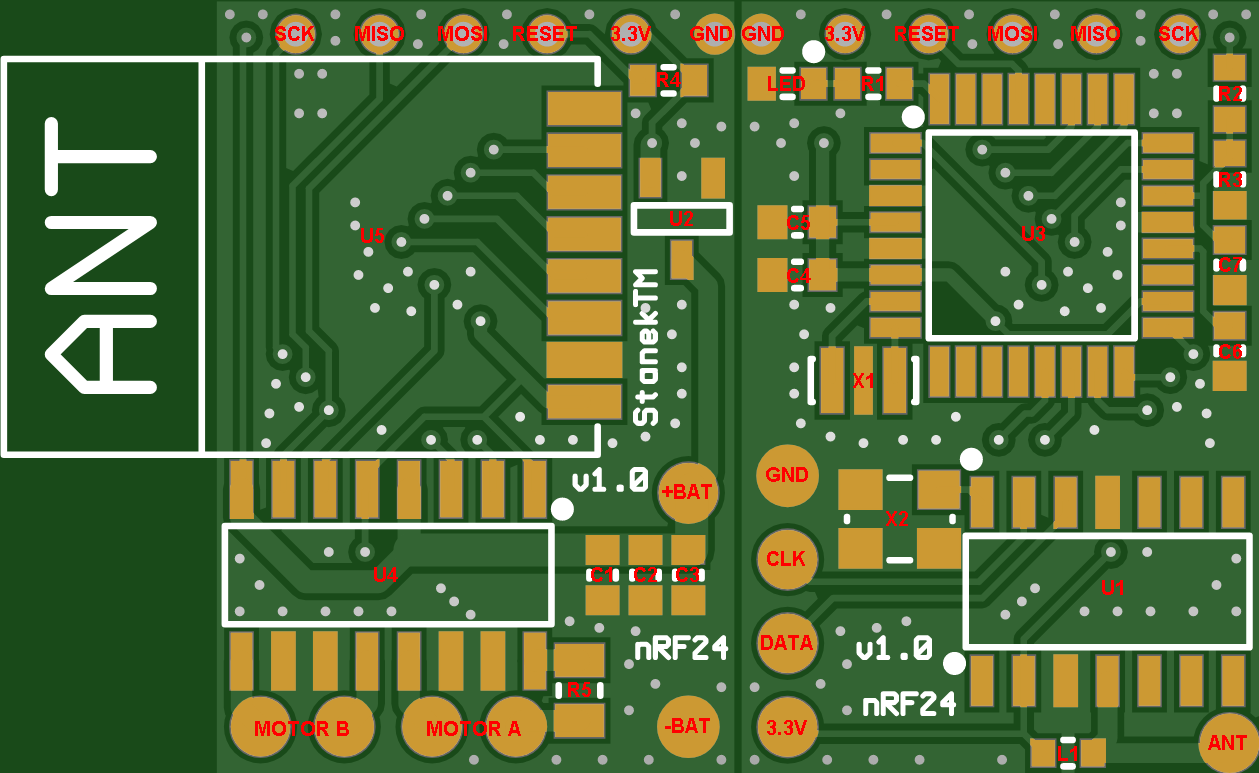 SCK MISO MOSI RESET 3.3V GND GND 3.3V RESET MOSI MISO SCK
R4 LED R1 R2
ANT
R3
U5 U2 C5 U3
C4 C7
StanekTM
X1 C6
v1.0 +BAT GND
X2
U4 C1 C2 C3 CLK U1
nRF24 DATA v1.0
R5 nRF24
MOTOR B MOTOR A -BAT 3.3V ANT
L1